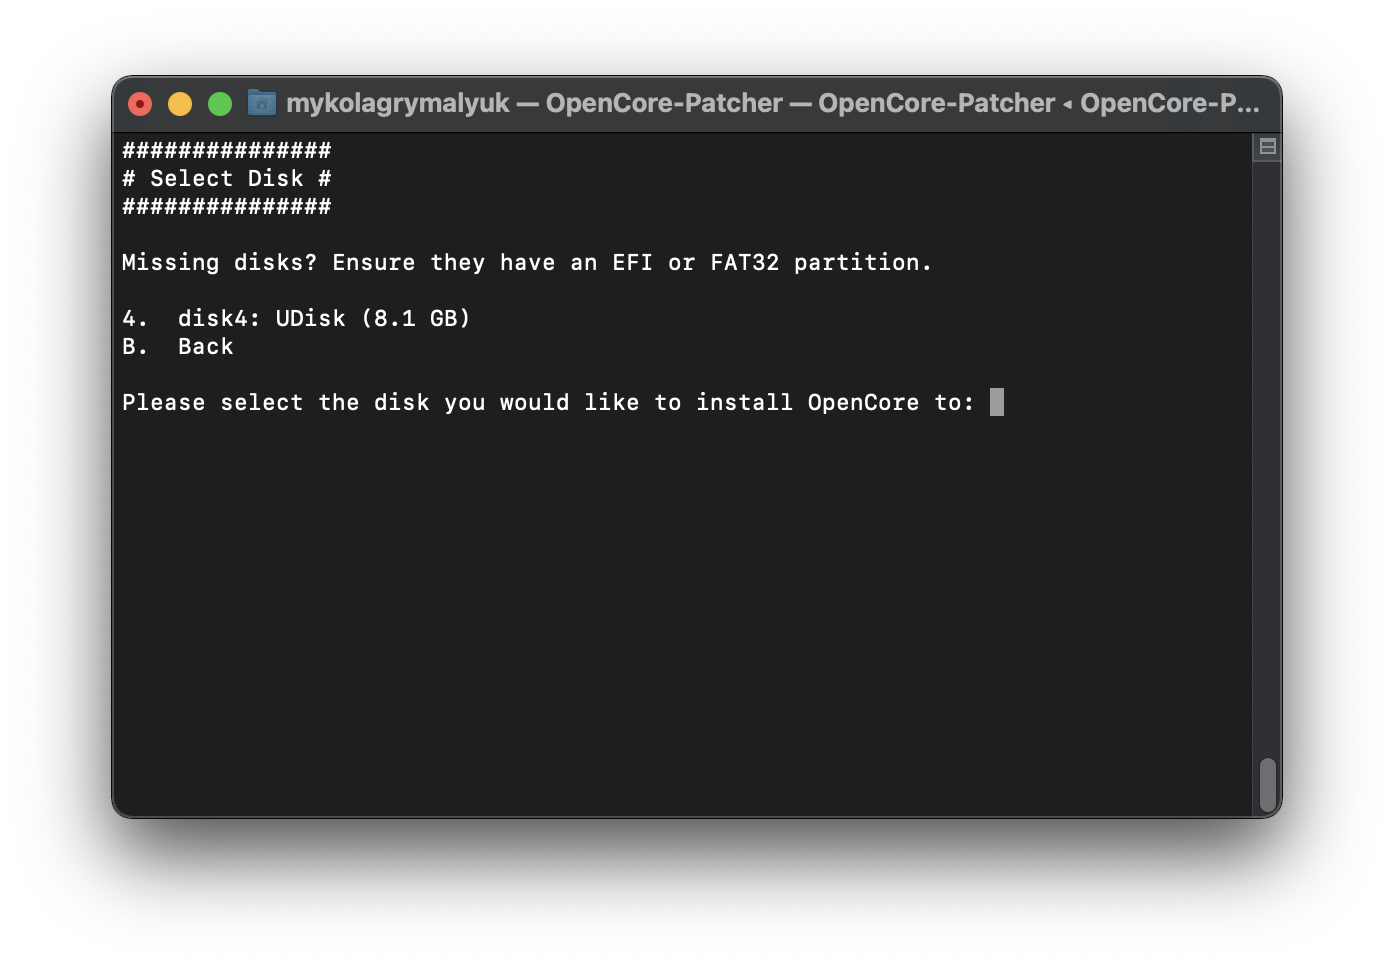 mykolagrymalyuk — OpenCore-Patcher — OpenCore-Patcher ◂ OpenCore-P...
###############
# Select Disk #
###############
Missing disks? Ensure they have an EFI or FAT32 partition.
4.  disk4: UDisk (8.1 GB)
B.  Back
Please select the disk you would like to install OpenCore to: